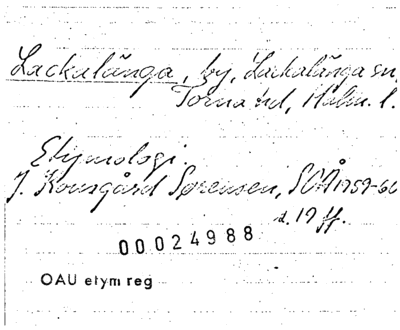 Lackalänga, by, Lackalänga sn,
Torna hd, Malm. l.
Etymologi.
J. Kousgård Sørensen, SOÅ 1959-60
s. 19 ff.
00024988
OAU etym reg